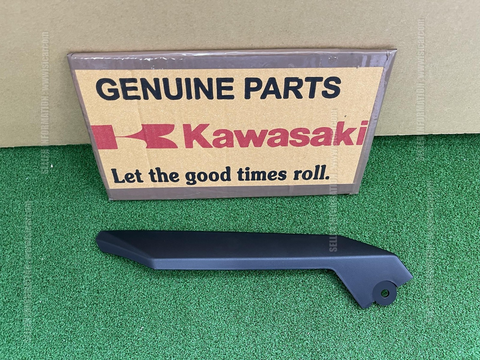 GENUINE PARTS
Kawasaki
Let the good times roll.